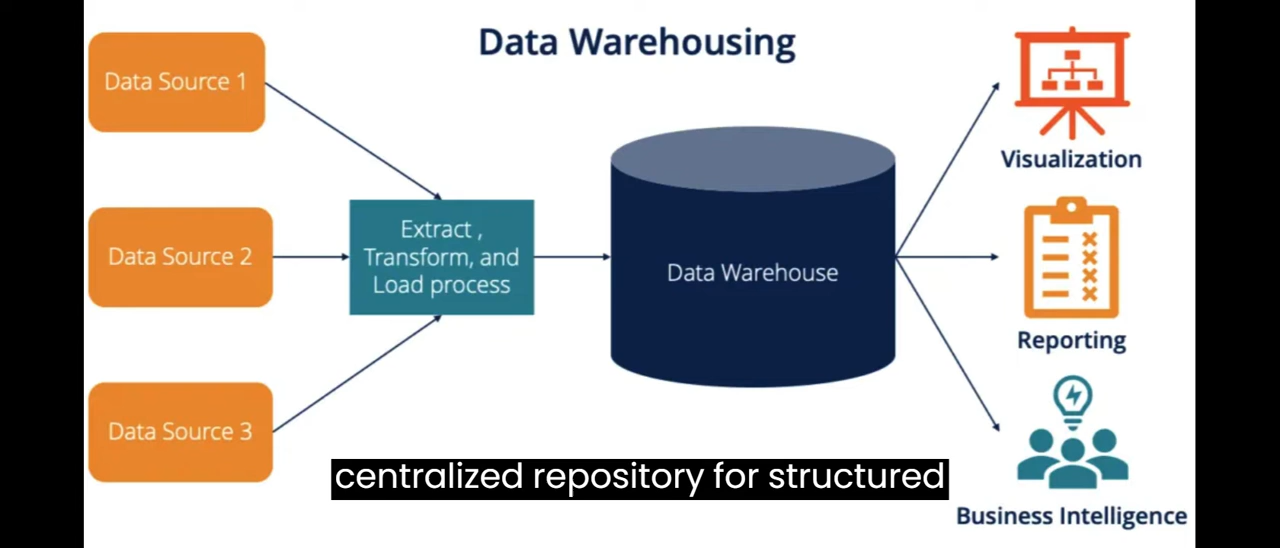 Data Warehousing
Data Source 1
Data Source 2
Data Source 3
Extract ,
Transform, and
Load process
Data Warehouse
Visualization
Reporting
Business Intelligence
centralized repository for structured